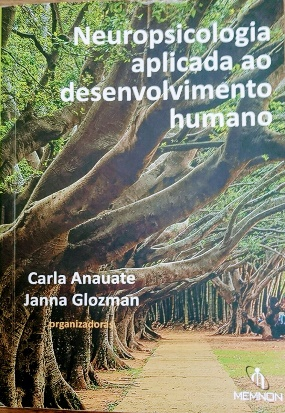 Neuropsicologia
aplicada ao
desenvolvimento
humano
Carla Anauate
Janna Glozman
organizadoras
MEMNON